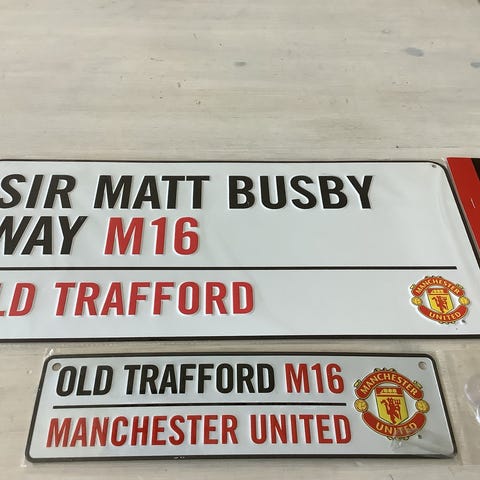 SIR MATT BUSBY
WAY M16
LD TRAFFORD
MANCHESTER
UNITED
OLD TRAFFORD M16
MANCHESTER UNITED
MANCHESTER
UNITED